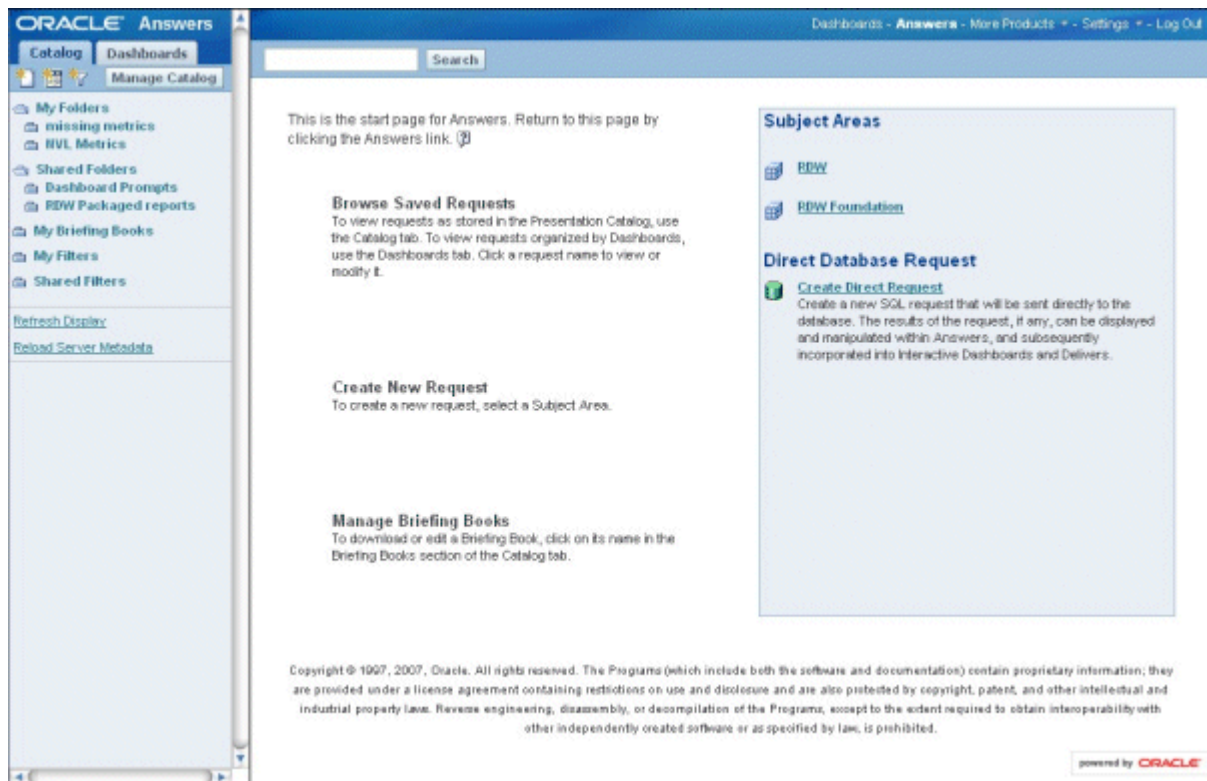 ORACLE Answers
Dashboards - Answers - More Products - Settings - Log Out
Catalog Dashboards
Manage Catalog
Search
My Folders
missing metrics
NVL Metrics
Shared Folders
Dashboard Prompts
RDW Packaged reports
My Briefing Books
My Filters
Shared Filters
Refresh Display
Reload Server Metadata
This is the start page for Answers. Return to this page by
clicking the Answers link.
Browse Saved Requests
To view requests as stored in the Presentation Catalog, use
the Catalog tab. To view requests organized by Dashboards,
use the Dashboards tab. Click a request name to view or
modify it.
Create New Request
To create a new request, select a Subject Area.
Manage Briefing Books
To download or edit a Briefing Book, click on its name in the
Briefing Books section of the Catalog tab.
Subject Areas
RDW
RDW Foundation
Direct Database Request
Create Direct Request
Create a new SQL request that will be sent directly to the
database. The results of the request, if any, can be displayed
and manipulated within Answers, and subsequently
incorporated into Interactive Dashboards and Delivers.
Copyright © 1997, 2007, Oracle. All rights reserved. The Programs (which include both the software and documentation) contain proprietary information; they
are provided under a license agreement containing restrictions on use and disclosure and are also protected by copyright, patent, and other intellectual and
industrial property laws. Reverse engineering, disassembly, or decompilation of the Programs, except to the extent required to obtain interoperability with
other independently created software or as specified by law, is prohibited.
powered by ORACLE